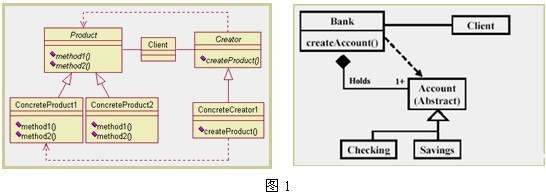 Product
method1()
method2()
Client
Creator
createProduct()
ConcreteProduct1
method1()
method2()
ConcreteProduct2
method1()
method2()
ConcreteCreator1
createProduct()
Bank
createAccount()
Client
Holds
1+
Account
(Abstract)
Checking
Savings
图 1